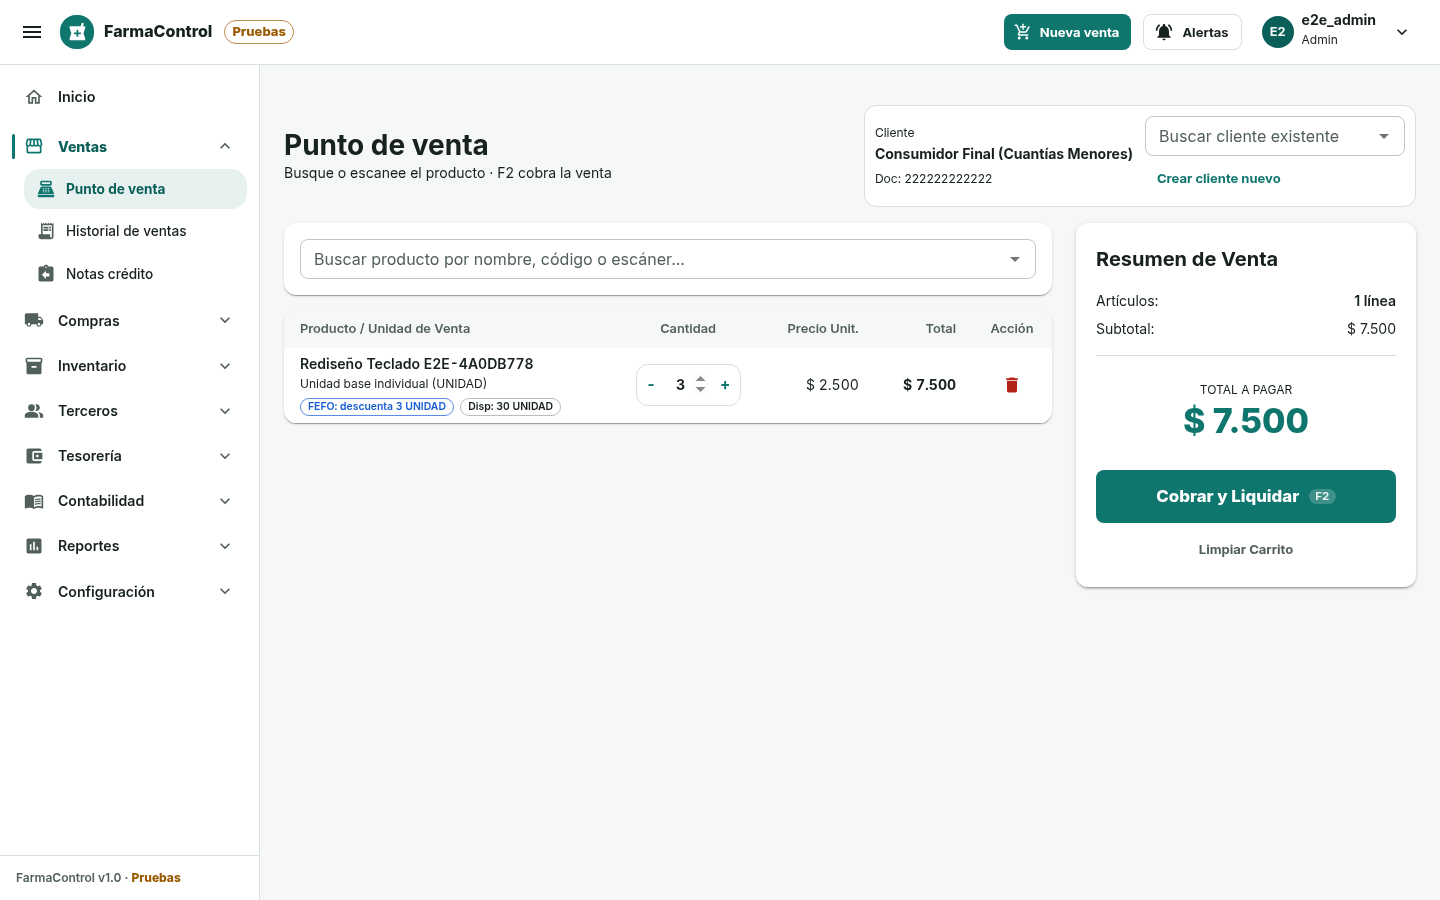 FarmaControl
Pruebas
Nueva venta
Alertas
E2
e2e_admin
Admin
Inicio
Ventas
Punto de venta
Historial de ventas
Notas crédito
Compras
Inventario
Terceros
Tesorería
Contabilidad
Reportes
Configuración
FarmaControl v1.0 · Pruebas
Punto de venta
Busque o escanee el producto · F2 cobra la venta
Cliente
Consumidor Final (Cuantías Menores)
Doc: 222222222222
Buscar cliente existente
Crear cliente nuevo
Buscar producto por nombre, código o escáner...
Producto / Unidad de Venta Cantidad Precio Unit. Total Acción
Rediseño Teclado E2E-4A0DB778
Unidad base individual (UNIDAD)
FEFO: descuenta 3 UNIDAD Disp: 30 UNIDAD
- 3 + $ 2.500 $ 7.500
Resumen de Venta
Artículos: 1 línea
Subtotal: $ 7.500
TOTAL A PAGAR
$ 7.500
Cobrar y Liquidar F2
Limpiar Carrito